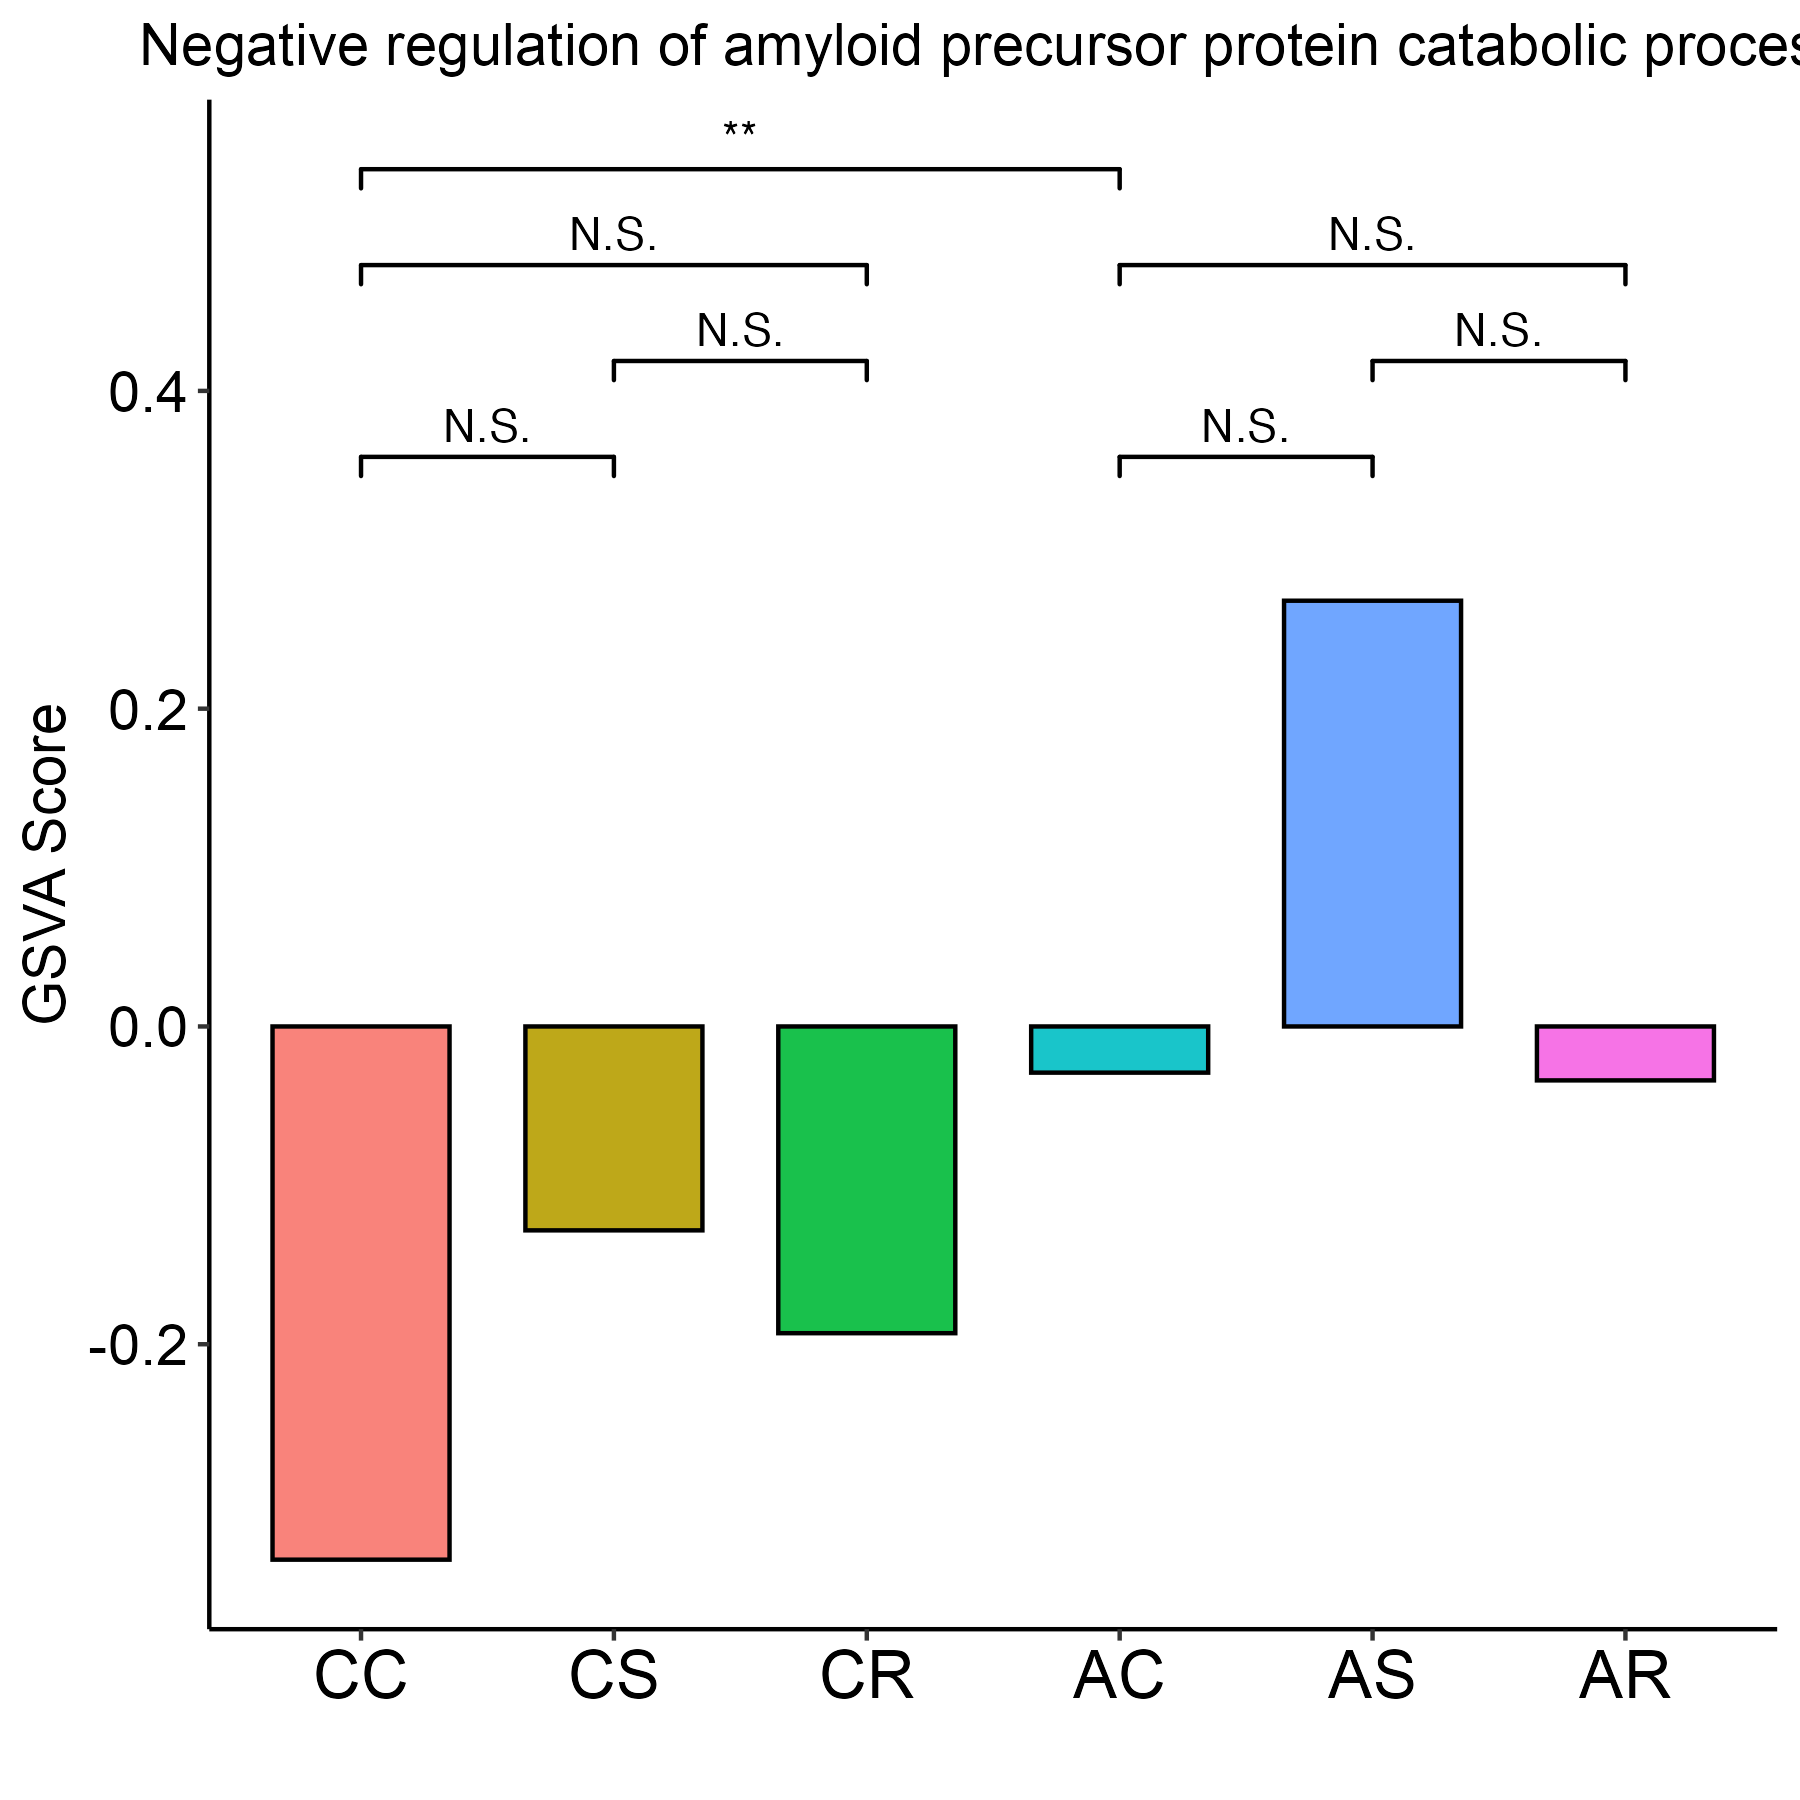 Negative regulation of amyloid precursor protein catabolic proces
**
N.S. N.S.
N.S. N.S.
N.S. N.S.
0.4
0.2
0.0
-0.2
GSVA Score
CC CS CR AC AS AR